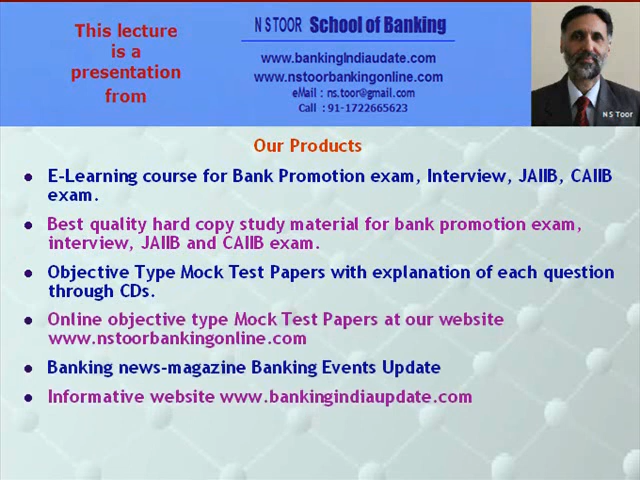 This lecture
is a
presentation
from
N S TOOR School of Banking
www.bankingIndiaudate.com
www.nstoorbankingonline.com
eMail : ns.toor@gmail.com
Call : 91-1722665623
N S Toor
Our Products
E-Learning course for Bank Promotion exam, Interview, JAIIB, CAIIB
exam.
Best quality hard copy study material for bank promotion exam,
interview, JAIIB and CAIIB exam.
Objective Type Mock Test Papers with explanation of each question
through CDs.
Online objective type Mock Test Papers at our website
www.nstoorbankingonline.com
Banking news-magazine Banking Events Update
Informative website www.bankingindiaupdate.com